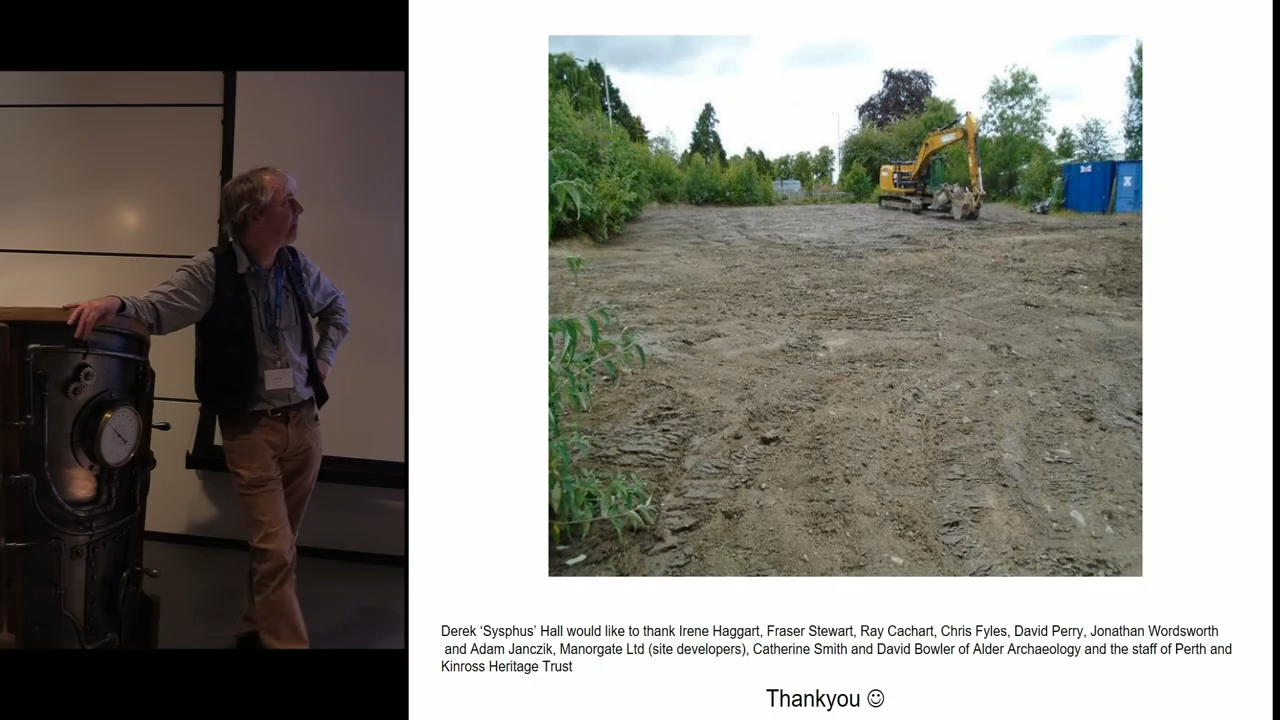 Derek ‘Sysphus’ Hall would like to thank Irene Haggart, Fraser Stewart, Ray Cachart, Chris Fyles, David Perry, Jonathan Wordsworth
and Adam Janczik, Manorgate Ltd (site developers), Catherine Smith and David Bowler of Alder Archaeology and the staff of Perth and
Kinross Heritage Trust
Thankyou ☺